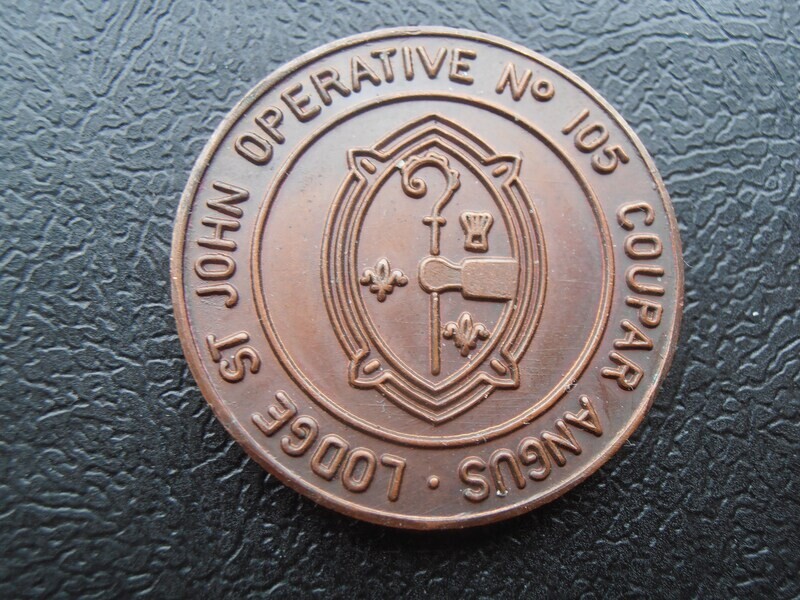 LODGE ST JOHN OPERATIVE No 105 COUPAR ANGUS ·